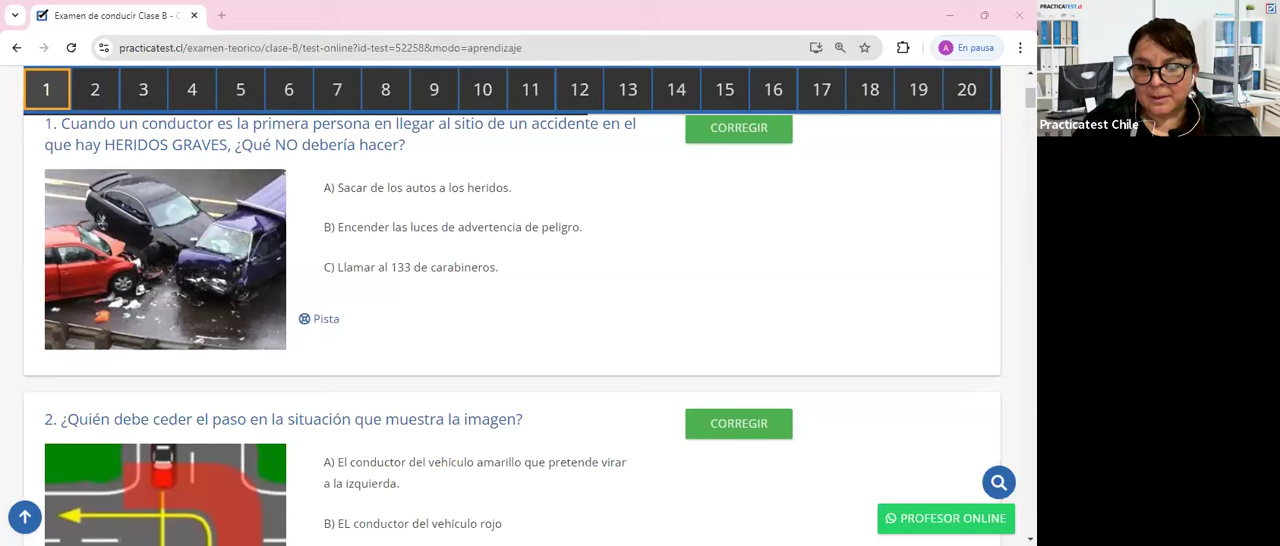 Examen de conducir Clase B - C
practicatest.cl/examen-teorico/clase-B/test-online?id-test=52258&modo=aprendizaje
A
En pausa
PRACTICATEST.cl
Practicatest Chile
1 2 3 4 5 6 7 8 9 10 11 12 13 14 15 16 17 18 19 20
1. Cuando un conductor es la primera persona en llegar al sitio de un accidente en el
que hay HERIDOS GRAVES, ¿Qué NO debería hacer?
CORREGIR
A) Sacar de los autos a los heridos.
B) Encender las luces de advertencia de peligro.
C) Llamar al 133 de carabineros.
Pista
2. ¿Quién debe ceder el paso en la situación que muestra la imagen?
CORREGIR
A) El conductor del vehículo amarillo que pretende virar
a la izquierda.
B) EL conductor del vehículo rojo
PROFESOR ONLINE